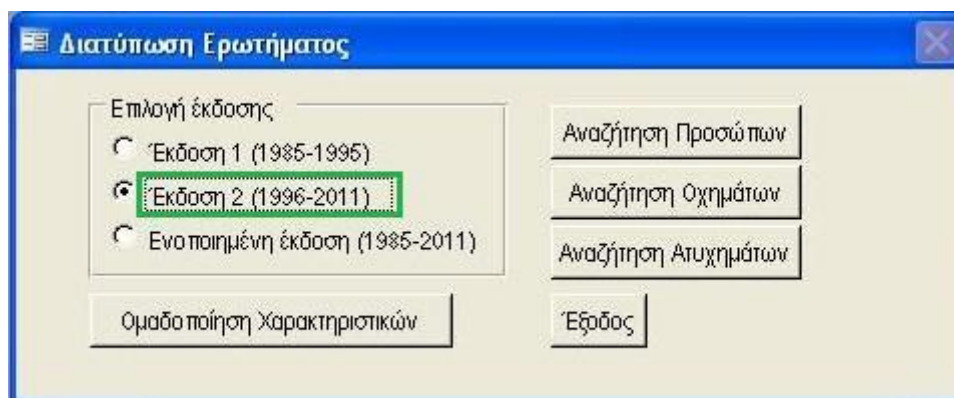 Διατύπωση Ερωτήματος
Επιλογή έκδοσης
Έκδοση 1 (1985-1995)
Έκδοση 2 (1996-2011)
Ενοποιημένη έκδοση (1985-2011)
Αναζήτηση Προσώπων
Αναζήτηση Οχημάτων
Αναζήτηση Ατυχημάτων
Ομαδοποίηση Χαρακτηριστικών
Έξοδος